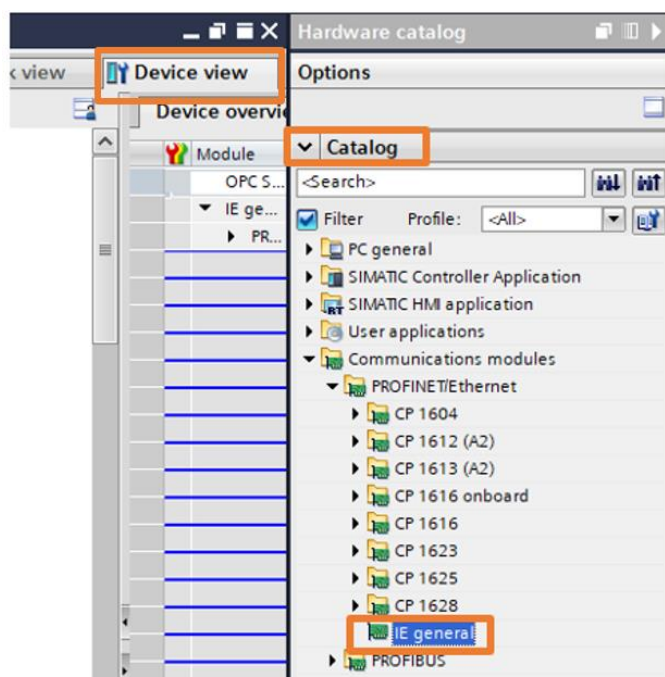 Hardware catalog
k view
Device view
Options
Device overvie
Catalog
Module
<Search>
OPC S...
Filter
Profile:
<All>
IE ge...
PR...
PC general
SIMATIC Controller Application
SIMATIC HMI application
User applications
Communications modules
PROFINET/Ethernet
CP 1604
CP 1612 (A2)
CP 1613 (A2)
CP 1616 onboard
CP 1616
CP 1623
CP 1625
CP 1628
IE general
PROFIBUS